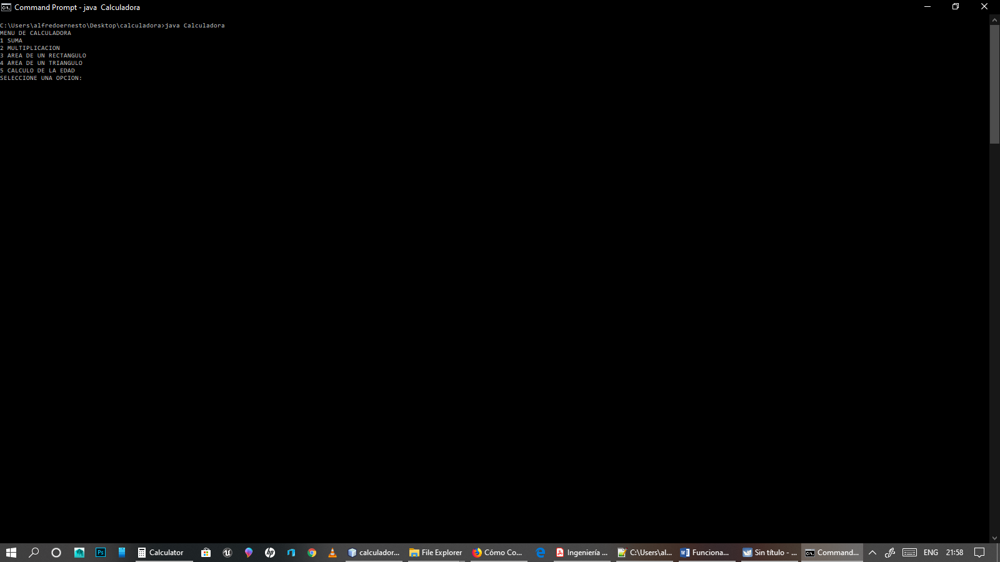 Command Prompt - java  Calculadora
C:\Users\alfredoernesto\Desktop\calculadora>java Calculadora
MENU DE CALCULADORA
1 SUMA
2 MULTIPLICACION
3 AREA DE UN RECTANGULO
4 AREA DE UN TRIANGULO
5 CALCULO DE LA EDAD
SELECCIONE UNA OPCION:
Ps Calculator hp calculador... File Explorer Cómo Co... Ingeniería ... C:\Users\al... Funciona... Sin título - ... Command... ENG 21:58